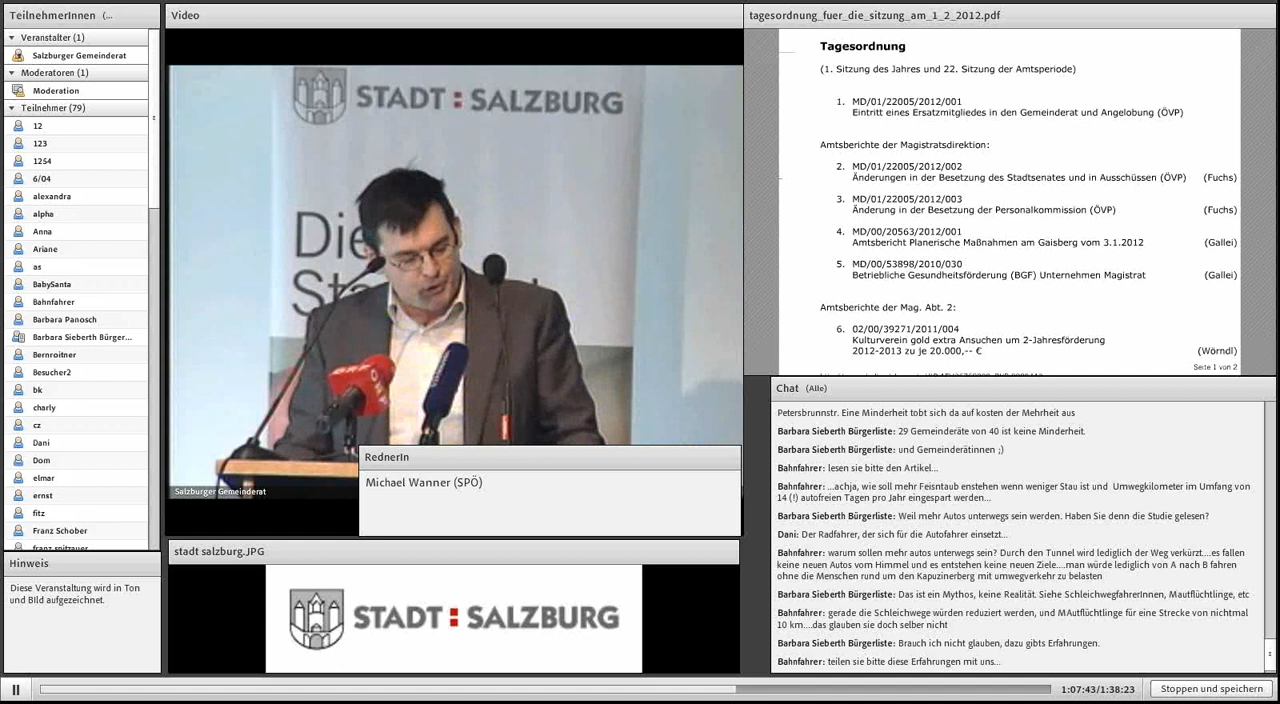 TeilnehmerInnen (...
Veranstalter (1)
Salzburger Gemeinderat
Moderatoren (1)
Moderation
Teilnehmer (79)
12
123
1254
6/04
alexandra
alpha
Anna
Ariane
as
BabySanta
Bahnfahrer
Barbara Panosch
Barbara Sieberth Bürger...
Bernroitner
Besucher2
bk
charly
cz
Dani
Dom
elmar
ernst
fitz
Franz Schober
franz spitzauer
Hinweis
Diese Veranstaltung wird in Ton
und BIld aufgezeichnet.
Video
STADT : SALZBURG
Die
Salzburger Gemeinderat
RednerIn
Michael Wanner (SPÖ)
stadt salzburg.JPG
STADT : SALZBURG
tagesordnung_fuer_die_sitzung_am_1_2_2012.pdf
Tagesordnung
(1. Sitzung des Jahres und 22. Sitzung der Amtsperiode)
1. MD/01/22005/2012/001
Eintritt eines Ersatzmitgliedes in den Gemeinderat und Angelobung (ÖVP)
Amtsberichte der Magistratsdirektion:
2. MD/01/22005/2012/002
Änderungen in der Besetzung des Stadtsenates und in Ausschüssen (ÖVP) (Fuchs)
3. MD/01/22005/2012/003
Änderung in der Besetzung der Personalkommission (ÖVP) (Fuchs)
4. MD/00/20563/2012/001
Amtsbericht Planerische Maßnahmen am Gaisberg vom 3.1.2012 (Gallei)
5. MD/00/53898/2010/030
Betriebliche Gesundheitsförderung (BGF) Unternehmen Magistrat (Gallei)
Amtsberichte der Mag. Abt. 2:
6. 02/00/39271/2011/004
Kulturverein gold extra Ansuchen um 2-Jahresförderung
2012-2013 zu je 20.000,-- € (Wörndl)
Seite 1 von 2
Chat (Alle)
Petersbrunnstr. Eine Minderheit tobt sich da auf kosten der Mehrheit aus
Barbara Sieberth Bürgerliste: 29 Gemeinderäte von 40 ist keine Minderheit.
Barbara Sieberth Bürgerliste: und Gemeinderätinnen ;)
Bahnfahrer: lesen sie bitte den Artikel...
Bahnfahrer: ...achja, wie soll mehr Feisntaub enstehen wenn weniger Stau ist und Umwegkilometer im Umfang von
14 (!) autofreien Tagen pro Jahr eingespart werden...
Barbara Sieberth Bürgerliste: Weil mehr Autos unterwegs sein werden. Haben Sie denn die Studie gelesen?
Dani: Der Radfahrer, der sich für die Autofahrer einsetzt...
Bahnfahrer: warum sollen mehr autos unterwegs sein? Durch den Tunnel wird lediglich der Weg verkürzt....es fallen
keine neuen Autos vom Himmel und es entstehen keine neuen Ziele....man würde lediglich von A nach B fahren
ohne die Menschen rund um den Kapuzinerberg mit umwegverkehr zu belasten
Barbara Sieberth Bürgerliste: Das ist ein Mythos, keine Realität. Siehe SchleichwegfahrerInnen, Mautflüchtlinge, etc
Bahnfahrer: gerade die Schleichwege würden reduziert werden, und MAutflüchtlinge für eine Strecke von nichtmal
10 km....das glauben sie doch selber nicht
Barbara Sieberth Bürgerliste: Brauch ich nicht glauben, dazu gibts Erfahrungen.
Bahnfahrer: teilen sie bitte diese Erfahrungen mit uns...
1:07:43/1:38:23
Stoppen und speichern